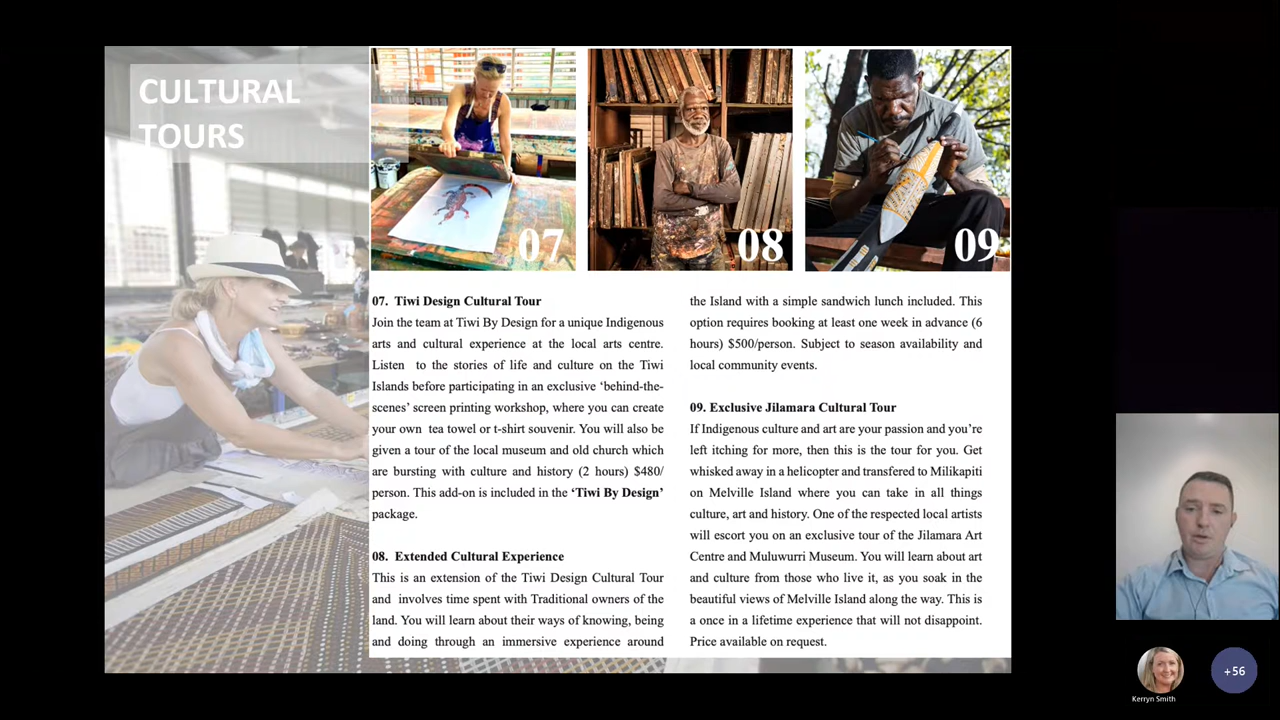 CULTURAL
TOURS
07
08
09
07. Tiwi Design Cultural Tour
Join the team at Tiwi By Design for a unique Indigenous
arts and cultural experience at the local arts centre.
Listen to the stories of life and culture on the Tiwi
Islands before participating in an exclusive ‘behind-the-
scenes’ screen printing workshop, where you can create
your own tea towel or t-shirt souvenir. You will also be
given a tour of the local museum and old church which
are bursting with culture and history (2 hours) $480/
person. This add-on is included in the ‘Tiwi By Design’
package.
08. Extended Cultural Experience
This is an extension of the Tiwi Design Cultural Tour
and involves time spent with Traditional owners of the
land. You will learn about their ways of knowing, being
and doing through an immersive experience around
the Island with a simple sandwich lunch included. This
option requires booking at least one week in advance (6
hours) $500/person. Subject to season availability and
local community events.
09. Exclusive Jilamara Cultural Tour
If Indigenous culture and art are your passion and you’re
left itching for more, then this is the tour for you. Get
whisked away in a helicopter and transfered to Milikapiti
on Melville Island where you can take in all things
culture, art and history. One of the respected local artists
will escort you on an exclusive tour of the Jilamara Art
Centre and Muluwurri Museum. You will learn about art
and culture from those who live it, as you soak in the
beautiful views of Melville Island along the way. This is
a once in a lifetime experience that will not disappoint.
Price available on request.
Kerryn Smith
+56